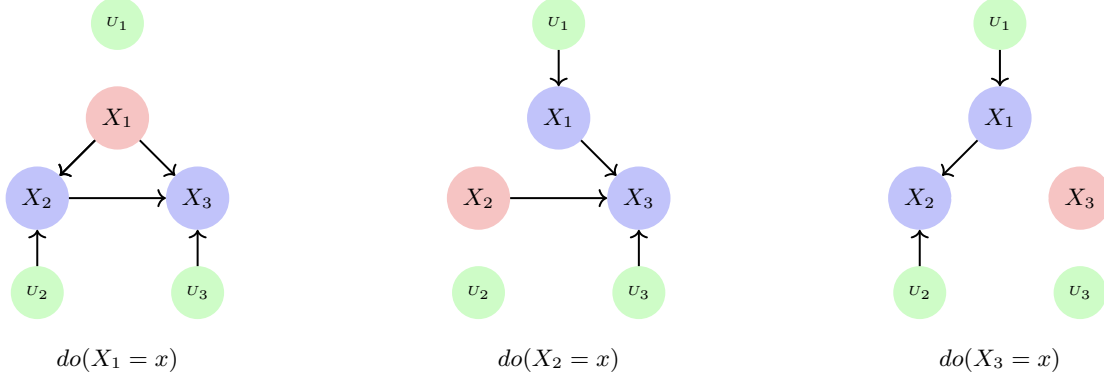 U₁ U₁ U₁
X₁ X₁ X₁
X₂ X₃ X₂ X₃ X₂ X₃
U₂ U₃ U₂ U₃ U₂ U₃
do(X₁ = x) do(X₂ = x) do(X₃ = x)